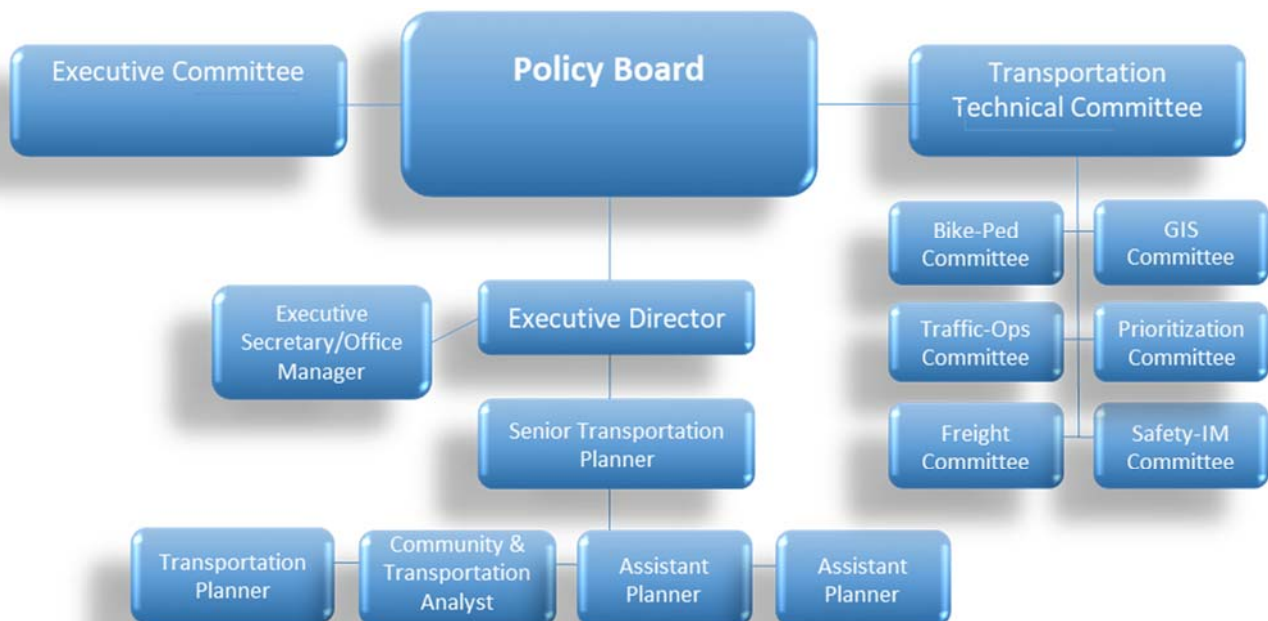 Executive Committee
Policy Board
Transportation
Technical Committee
Bike-Ped
Committee
GIS
Committee
Executive
Secretary/Office
Manager
Executive Director
Traffic-Ops
Committee
Prioritization
Committee
Senior Transportation
Planner
Freight
Committee
Safety-IM
Committee
Transportation
Planner
Community &
Transportation
Analyst
Assistant
Planner
Assistant
Planner